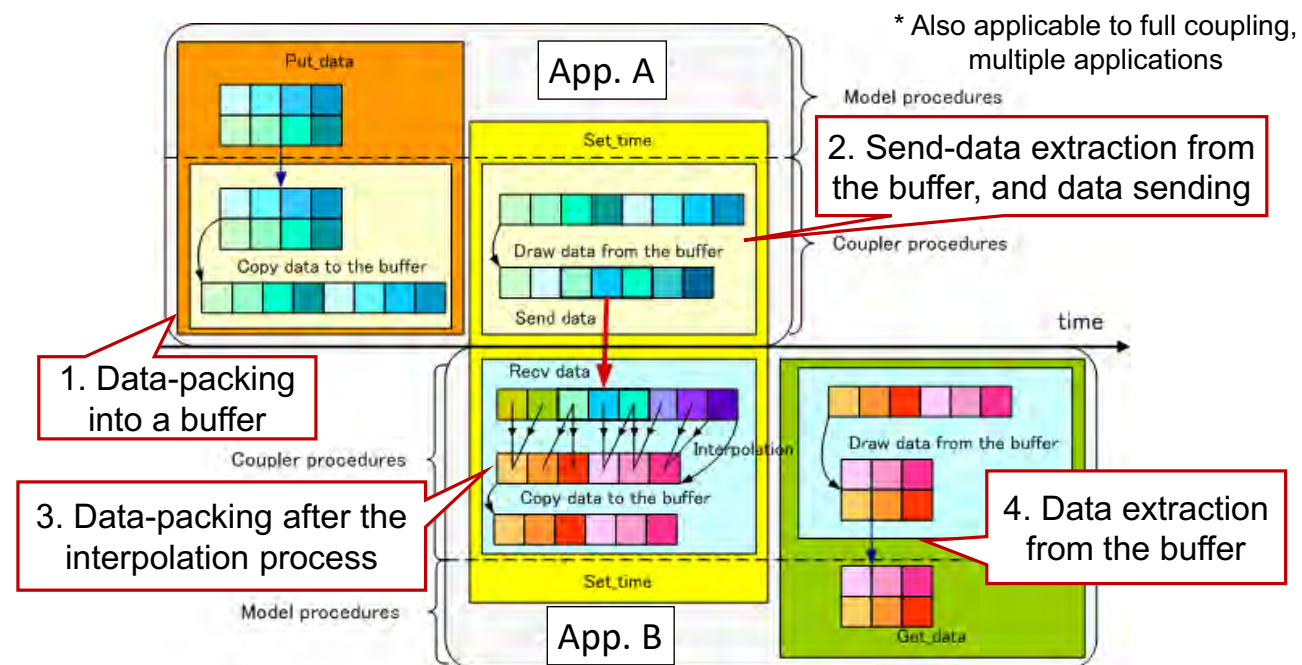 * Also applicable to full coupling,
multiple applications
Put_data
App. A
Model procedures
Set_time
2. Send-data extraction from
the buffer, and data sending
Draw data from the buffer
Coupler procedures
Copy data to the buffer
Send data
time
1. Data-packing
into a buffer
Recv data
Draw data from the buffer
Interpolation
Coupler procedures
Copy data to the buffer
3. Data-packing after the
interpolation process
4. Data extraction
from the buffer
Set_time
Model procedures
App. B
Get_data